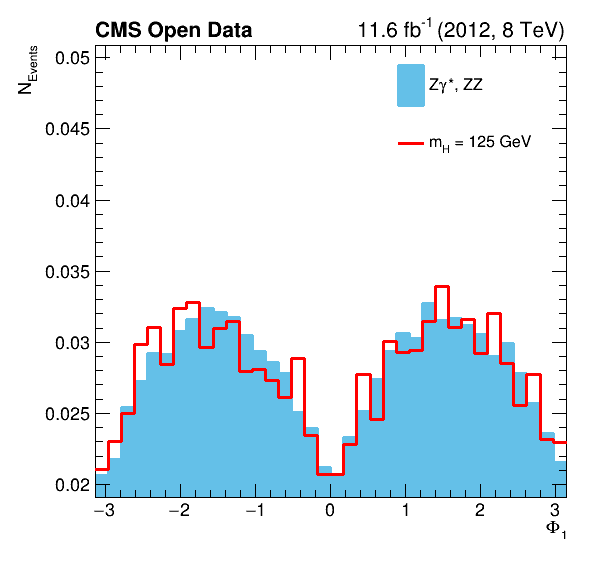 CMS Open Data 11.6 fb⁻¹ (2012, 8 TeV)
N_Events
0.05
Zγ*, ZZ
0.045
m_H = 125 GeV
0.04
0.035
0.03
0.025
0.02
−3 −2 −1 0 1 2 3
Φ₁